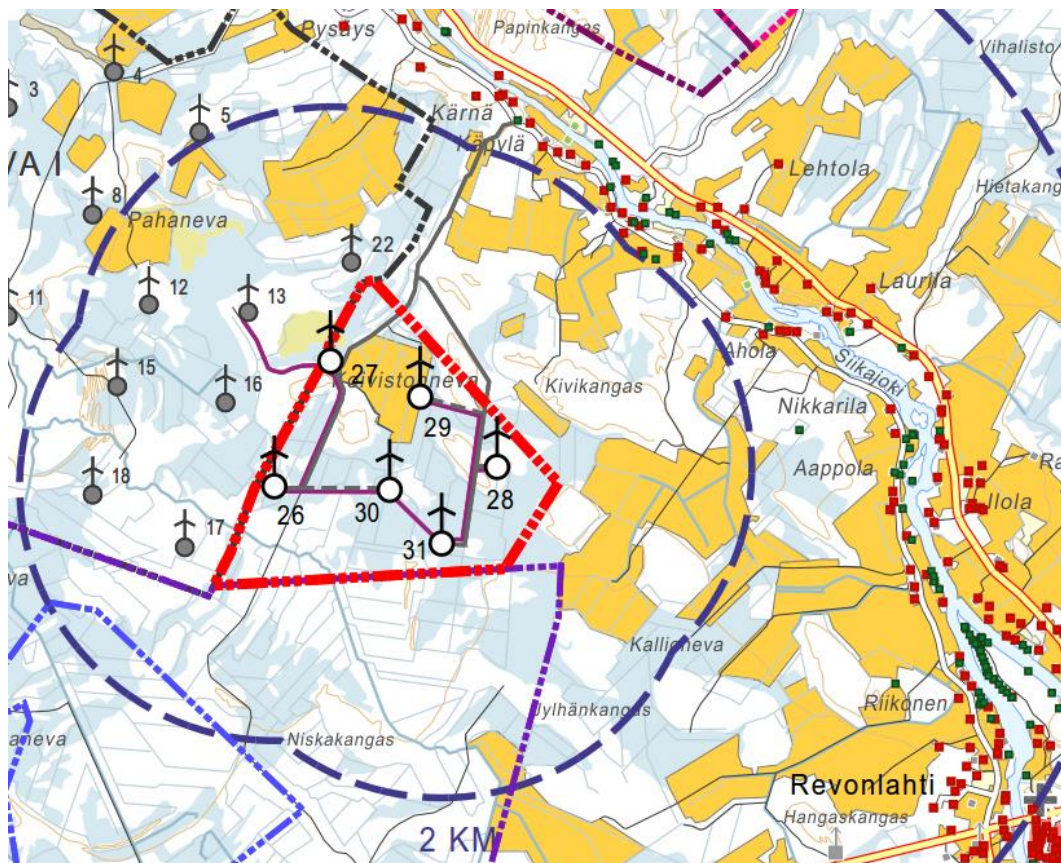 Pysäys
Papinkangas
Vihalisto
4
3
Kärnä
5
Käpylä
VA I
Lehtola
Hietakang
8
Pahaneva
22
12
13
Laurila
11
27
Ahola
15
16
Siikajoki
29
Kivikangas
Nikkarila
18
28
Aappola
Ilola
26
30
17
31
va
Kallioneva
Jylhänkangas
Riikonen
aneva
Niskakangas
Revonlahti
Hangaskangas
2 KM